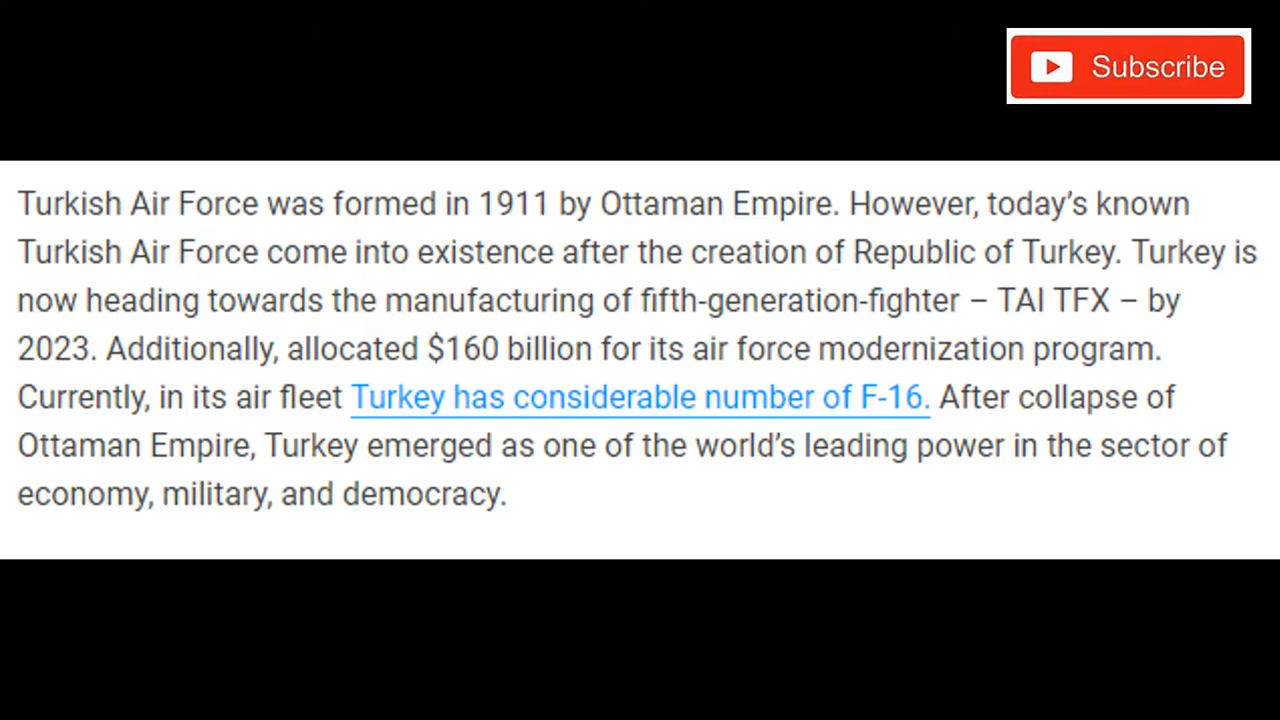 Subscribe
Turkish Air Force was formed in 1911 by Ottaman Empire. However, today’s known
Turkish Air Force come into existence after the creation of Republic of Turkey. Turkey is
now heading towards the manufacturing of fifth-generation-fighter – TAI TFX – by
2023. Additionally, allocated $160 billion for its air force modernization program.
Currently, in its air fleet Turkey has considerable number of F-16. After collapse of
Ottaman Empire, Turkey emerged as one of the world’s leading power in the sector of
economy, military, and democracy.